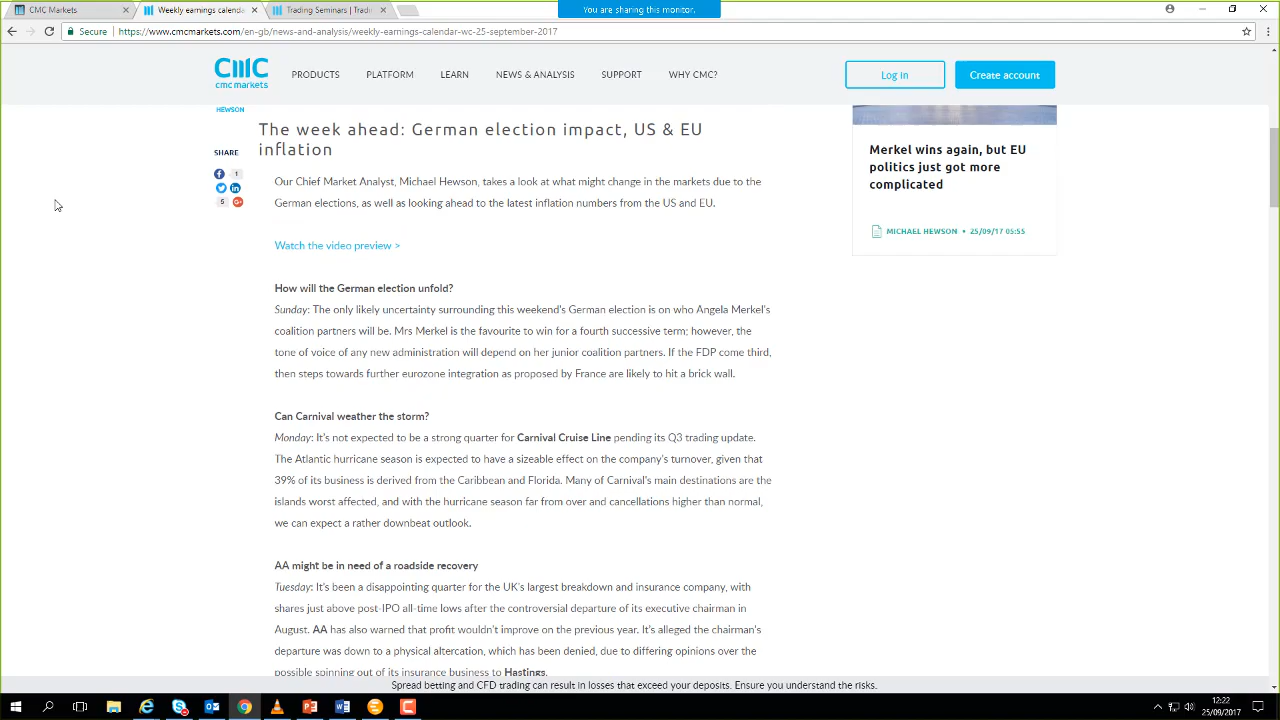 You are sharing this monitor.
CMC Markets
Weekly earnings calenda
Trading Seminars | Tradi
Secure
https://www.cmcmarkets.com/en-gb/news-and-analysis/weekly-earnings-calendar-wc-25-september-2017
cmc
cmc markets
PRODUCTS
PLATFORM
LEARN
NEWS & ANALYSIS
SUPPORT
WHY CMC?
Log in
Create account
HEWSON
SHARE
1
5
The week ahead: German election impact, US & EU
inflation
Our Chief Market Analyst, Michael Hewson, takes a look at what might change in the markets due to the
German elections, as well as looking ahead to the latest inflation numbers from the US and EU.
Watch the video preview >
How will the German election unfold?
Sunday: The only likely uncertainty surrounding this weekend's German election is on who Angela Merkel's
coalition partners will be. Mrs Merkel is the favourite to win for a fourth successive term; however, the
tone of voice of any new administration will depend on her junior coalition partners. If the FDP come third,
then steps towards further eurozone integration as proposed by France are likely to hit a brick wall.
Can Carnival weather the storm?
Monday: It's not expected to be a strong quarter for Carnival Cruise Line pending its Q3 trading update.
The Atlantic hurricane season is expected to have a sizeable effect on the company's turnover, given that
39% of its business is derived from the Caribbean and Florida. Many of Carnival's main destinations are the
islands worst affected, and with the hurricane season far from over and cancellations higher than normal,
we can expect a rather downbeat outlook.
AA might be in need of a roadside recovery
Tuesday: It's been a disappointing quarter for the UK's largest breakdown and insurance company, with
shares just above post-IPO all-time lows after the controversial departure of its executive chairman in
August. AA has also warned that profit wouldn't improve on the previous year. It's alleged the chairman's
departure was down to a physical altercation, which has been denied, due to differing opinions over the
possible spinning out of its insurance business to Hastings.
Merkel wins again, but EU
politics just got more
complicated
MICHAEL HEWSON • 25/09/17 05:55
Spread betting and CFD trading can result in losses that exceed your deposits. Ensure you understand the risks.
12:22
25/09/2017